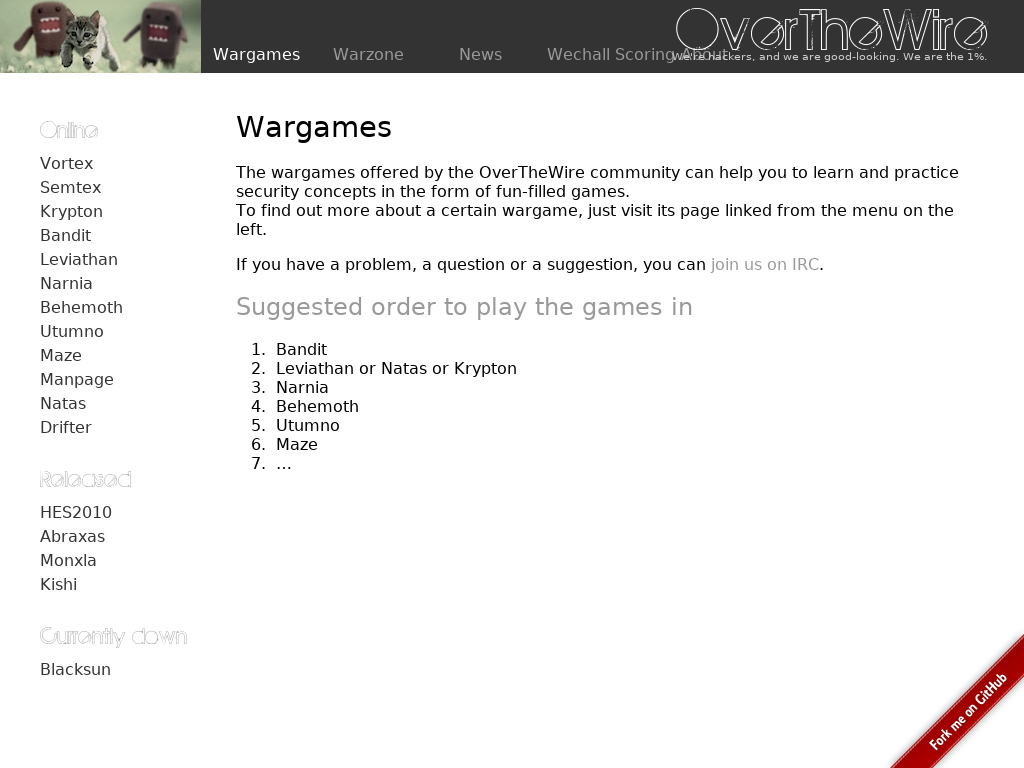 OverTheWire
Wargames Warzone News Wechall Scoring About
We're hackers, and we are good-looking. We are the 1%.
Online
Vortex
Semtex
Krypton
Bandit
Leviathan
Narnia
Behemoth
Utumno
Maze
Manpage
Natas
Drifter
Released
HES2010
Abraxas
Monxla
Kishi
Currently down
Blacksun
Wargames
The wargames offered by the OverTheWire community can help you to learn and practice
security concepts in the form of fun-filled games.
To find out more about a certain wargame, just visit its page linked from the menu on the
left.
If you have a problem, a question or a suggestion, you can join us on IRC.
Suggested order to play the games in
1. Bandit
2. Leviathan or Natas or Krypton
3. Narnia
4. Behemoth
5. Utumno
6. Maze
7. ...
Fork me on GitHub